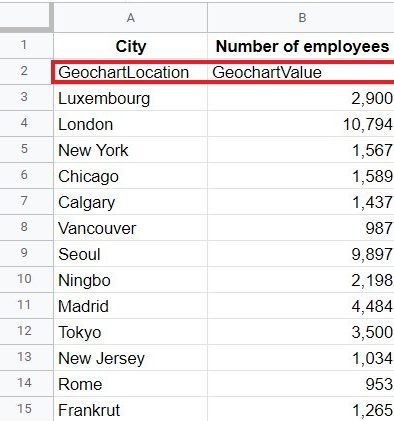 A B
1 City Number of employees
2 GeochartLocation GeochartValue
3 Luxembourg 2,900
4 London 10,794
5 New York 1,567
6 Chicago 1,589
7 Calgary 1,437
8 Vancouver 987
9 Seoul 9,897
10 Ningbo 2,198
11 Madrid 4,484
12 Tokyo 3,500
13 New Jersey 1,034
14 Rome 953
15 Frankrut 1,265